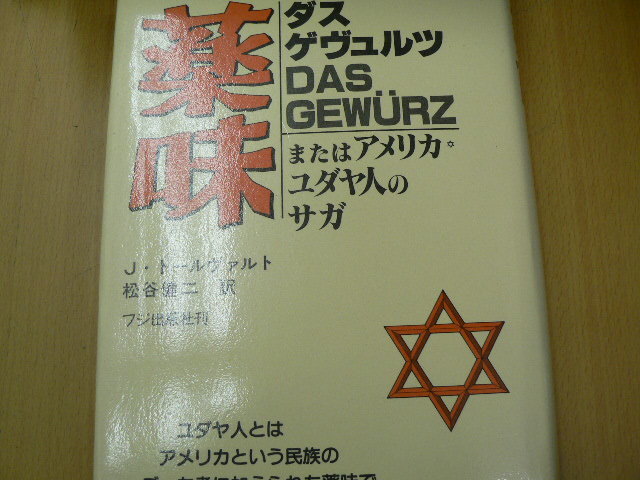 薬味
ダス
ゲヴュルツ
DAS
GEWÜRZ
またはアメリカ
ユダヤ人の
サガ
J・トールヴァルト
松谷健二 訳
フジ出版社刊
ユダヤ人とは
アメリカという民族の